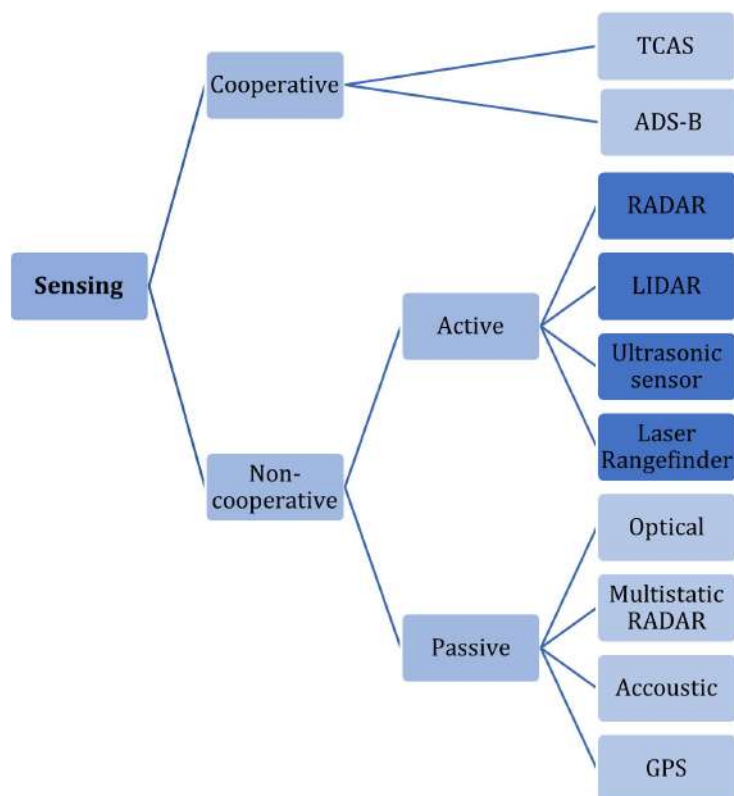 TCAS
Cooperative
ADS-B
RADAR
Sensing
LIDAR
Active
Ultrasonic
sensor
Laser
Rangefinder
Non-
cooperative
Optical
Multistatic
RADAR
Passive
Accoustic
GPS